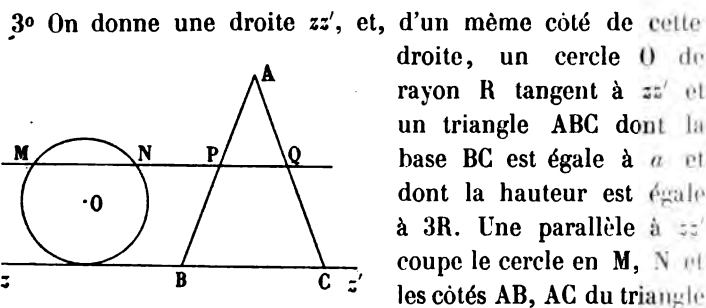 3º On donne une droite zz′, et, d'un même côté de cette
droite, un cercle O de
rayon R tangent à zz′ et
un triangle ABC dont la
base BC est égale à a et
dont la hauteur est égale
à 3R. Une parallèle à zz′
coupe le cercle en M, N et
les côtés AB, AC du triangle
A
M N P Q
·O
z B C z′